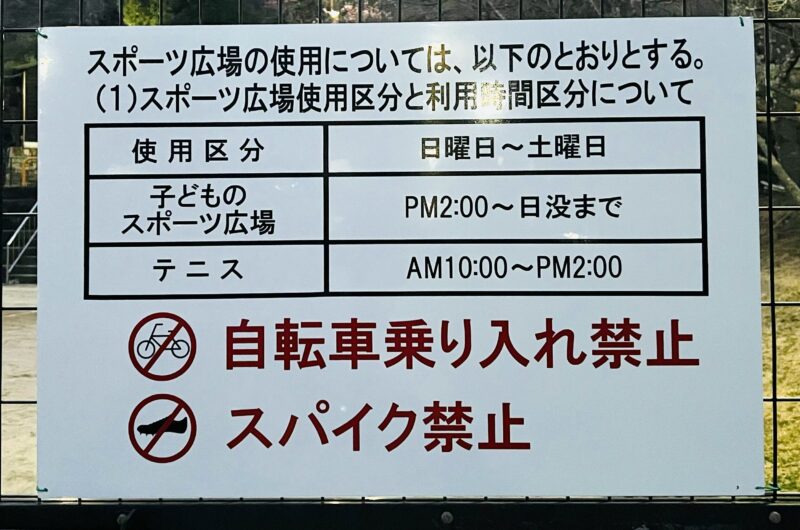 スポーツ広場の使用については、以下のとおりとする。
(1)スポーツ広場使用区分と利用時間区分について
使用区分 日曜日～土曜日
子どもの
スポーツ広場 PM2:00～日没まで
テニス AM10:00～PM2:00
自転車乗り入れ禁止
スパイク禁止